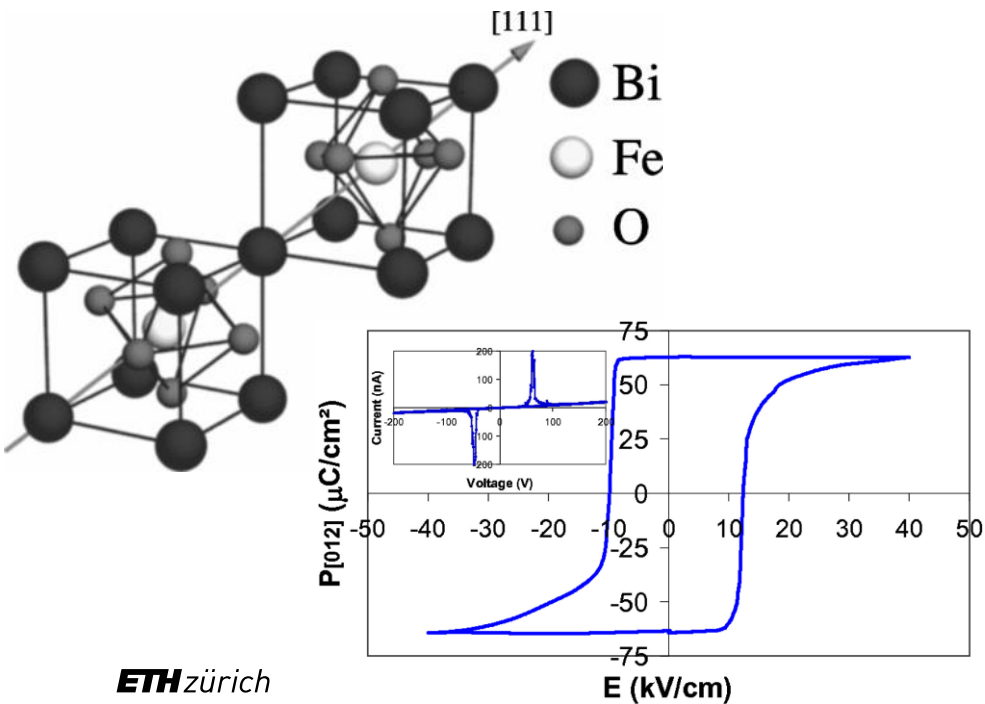 [111]
Bi
Fe
O
75
50
25
0
-25
-50
-75
-50 -40 -30 -20 -10 0 10 20 30 40 50
P[012] (μC/cm²)
E (kV/cm)
200
100
0
-100
-200
-200 -100 0 100 200
Current (nA)
Voltage (V)
ETH zürich